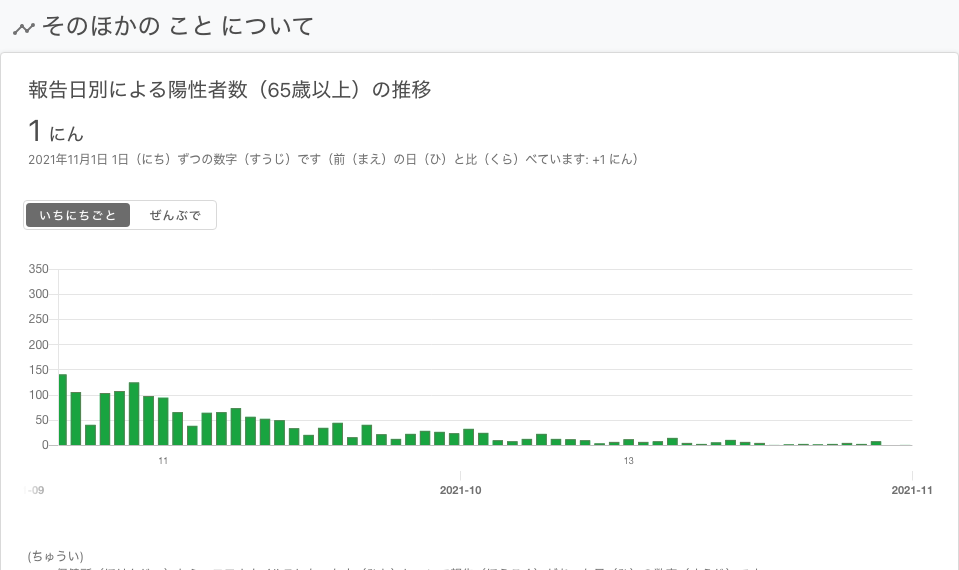 そのほかの こと について
報告日別による陽性者数（65歳以上）の推移
1 にん
2021年11月1日 1日（にち）ずつの数字（すうじ）です（前（まえ）の日（ひ）と比（くら）べています: +1 にん）
いちにちごと ぜんぶで
350
300
250
200
150
100
50
0
11 13
-09 2021-10 2021-11
(ちゅうい)